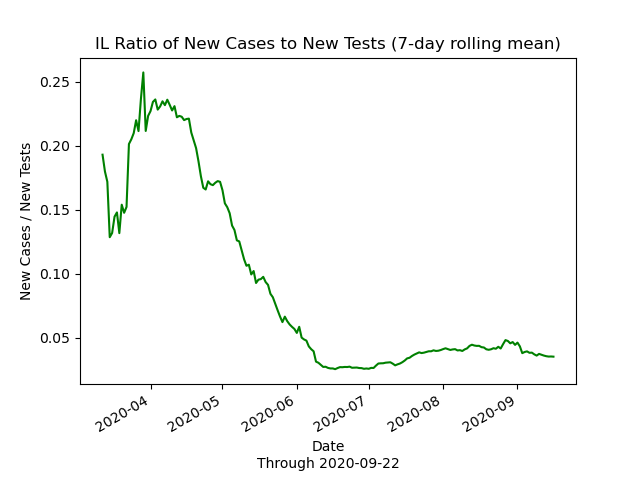 IL Ratio of New Cases to New Tests (7-day rolling mean)
New Cases / New Tests
0.25
0.20
0.15
0.10
0.05
2020-04
2020-05
2020-06
2020-07
2020-08
2020-09
Date
Through 2020-09-22